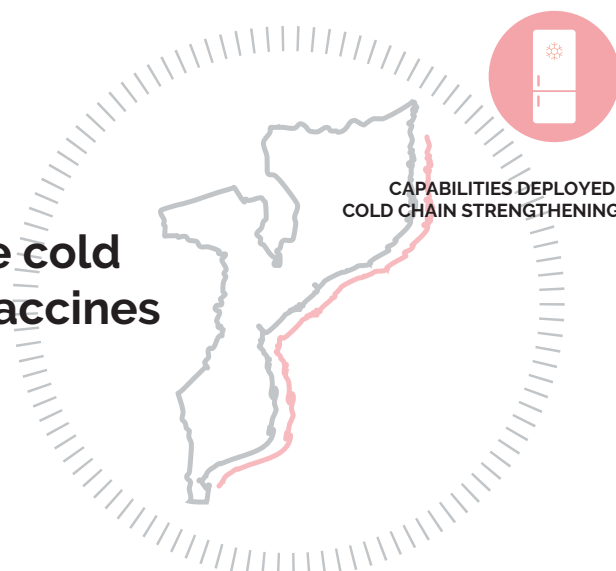 CAPABILITIES DEPLOYED
COLD CHAIN STRENGTHENING
e cold
accines